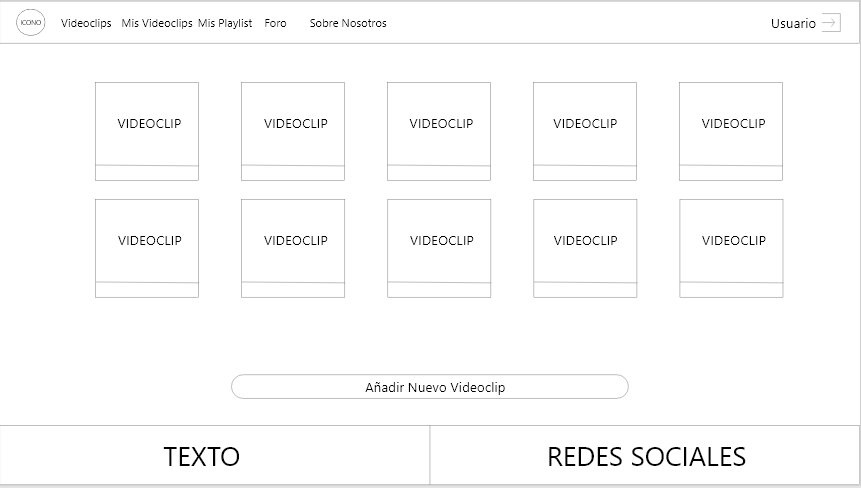 ICONO Videoclips Mis Videoclips Mis Playlist Foro Sobre Nosotros Usuario
VIDEOCLIP VIDEOCLIP VIDEOCLIP VIDEOCLIP VIDEOCLIP
VIDEOCLIP VIDEOCLIP VIDEOCLIP VIDEOCLIP VIDEOCLIP
Añadir Nuevo Videoclip
TEXTO REDES SOCIALES